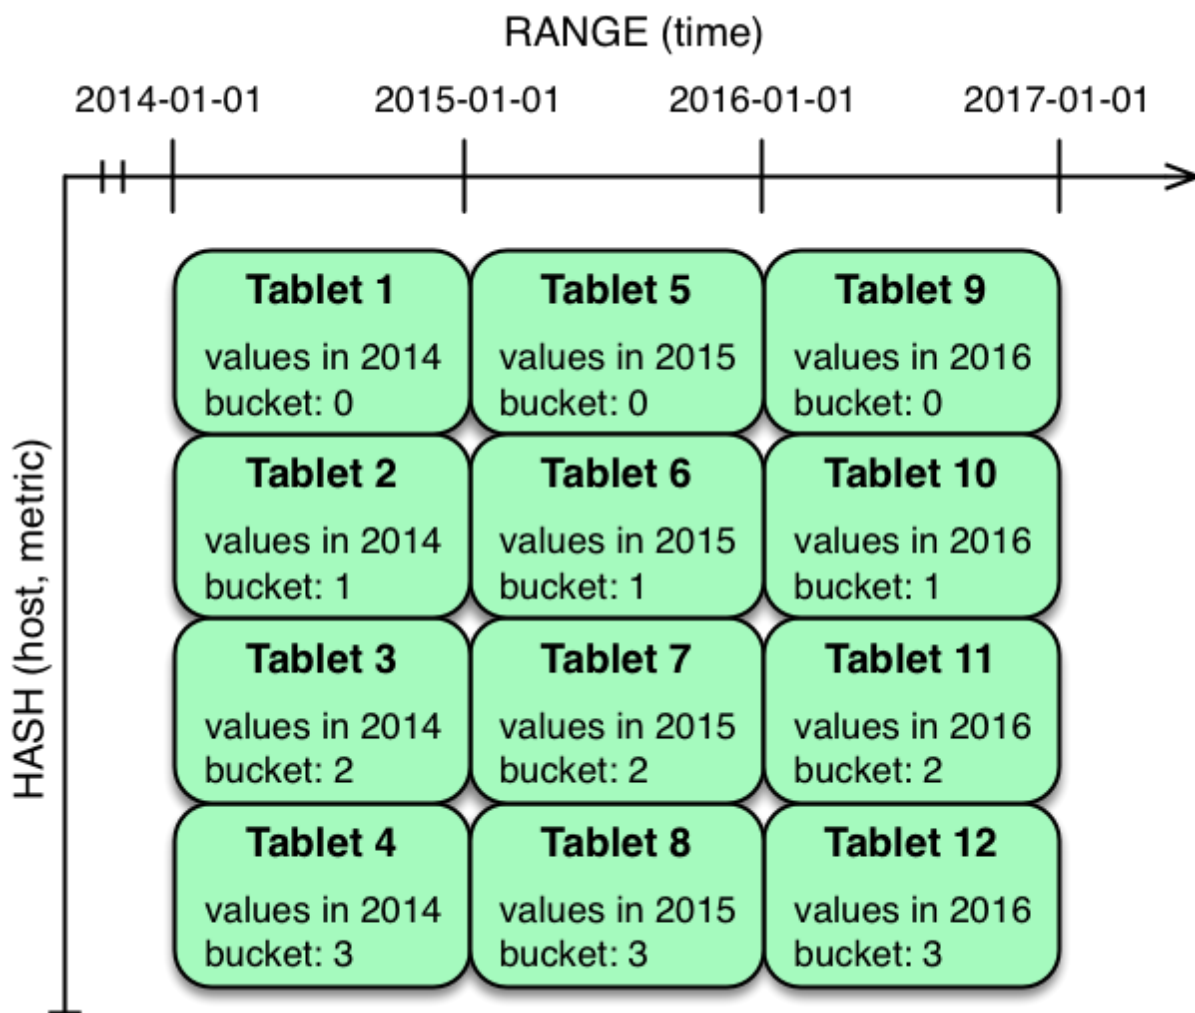 RANGE (time)
2014-01-01 2015-01-01 2016-01-01 2017-01-01
HASH (host, metric)
Tablet 1
values in 2014
bucket: 0
Tablet 5
values in 2015
bucket: 0
Tablet 9
values in 2016
bucket: 0
Tablet 2
values in 2014
bucket: 1
Tablet 6
values in 2015
bucket: 1
Tablet 10
values in 2016
bucket: 1
Tablet 3
values in 2014
bucket: 2
Tablet 7
values in 2015
bucket: 2
Tablet 11
values in 2016
bucket: 2
Tablet 4
values in 2014
bucket: 3
Tablet 8
values in 2015
bucket: 3
Tablet 12
values in 2016
bucket: 3